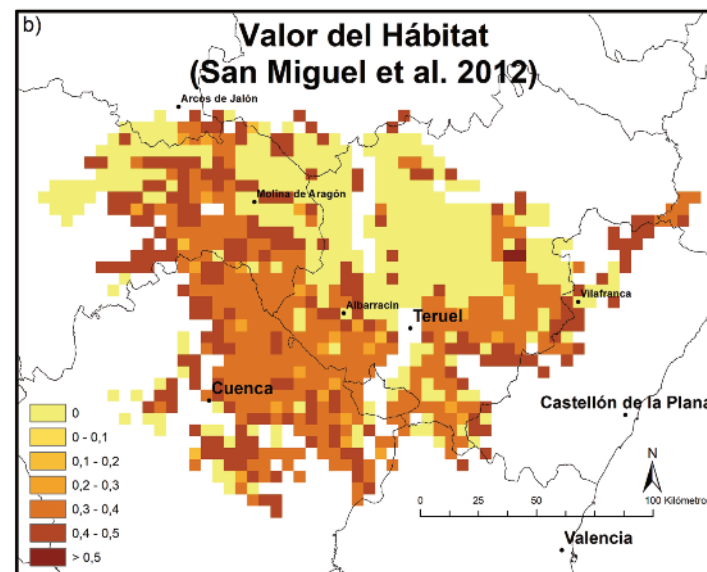 b)
Valor del Hábitat
(San Miguel et al. 2012)
Arcos de Jalón
Molina de Aragón
Albarracín
Vilafranca
Teruel
Cuenca
Castellón de la Plana
0
0 - 0,1
0,1 - 0,2
0,2 - 0,3
0,3 - 0,4
0,4 - 0,5
> 0,5
N
0 25 50 100 Kilómetros
Valencia